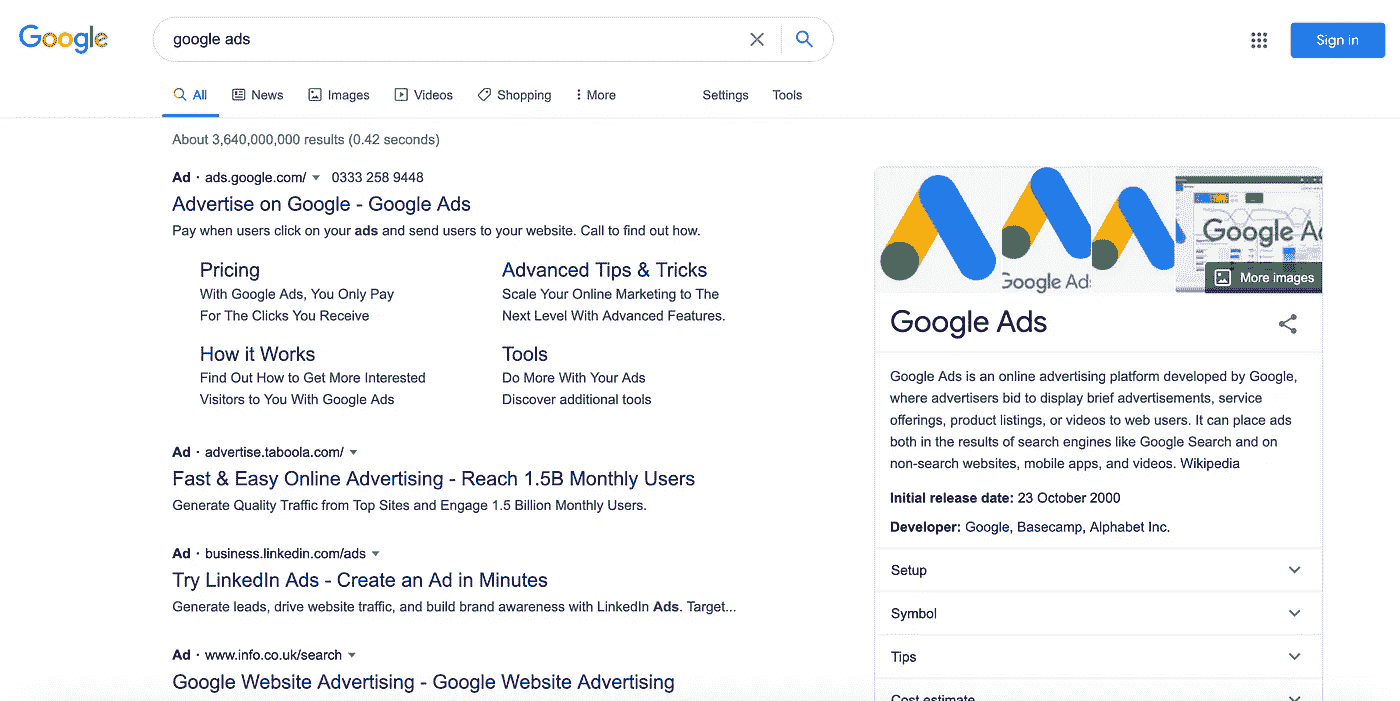 Google
google ads
Sign in
All News Images Videos Shopping More Settings Tools
About 3,640,000,000 results (0.42 seconds)
Ad · ads.google.com/ 0333 258 9448
Advertise on Google - Google Ads
Pay when users click on your ads and send users to your website. Call to find out how.
Pricing
With Google Ads, You Only Pay
For The Clicks You Receive
Advanced Tips & Tricks
Scale Your Online Marketing to The
Next Level With Advanced Features.
How it Works
Find Out How to Get More Interested
Visitors to You With Google Ads
Tools
Do More With Your Ads
Discover additional tools
Ad · advertise.taboola.com/
Fast & Easy Online Advertising - Reach 1.5B Monthly Users
Generate Quality Traffic from Top Sites and Engage 1.5 Billion Monthly Users.
Ad · business.linkedin.com/ads
Try LinkedIn Ads - Create an Ad in Minutes
Generate leads, drive website traffic, and build brand awareness with LinkedIn Ads. Target...
Ad · www.info.co.uk/search
Google Website Advertising - Google Website Advertising
Google Ad
Google A
More images
Google Ads
Google Ads is an online advertising platform developed by Google,
where advertisers bid to display brief advertisements, service
offerings, product listings, or videos to web users. It can place ads
both in the results of search engines like Google Search and on
non-search websites, mobile apps, and videos. Wikipedia
Initial release date: 23 October 2000
Developer: Google, Basecamp, Alphabet Inc.
Setup
Symbol
Tips
Cost estimate